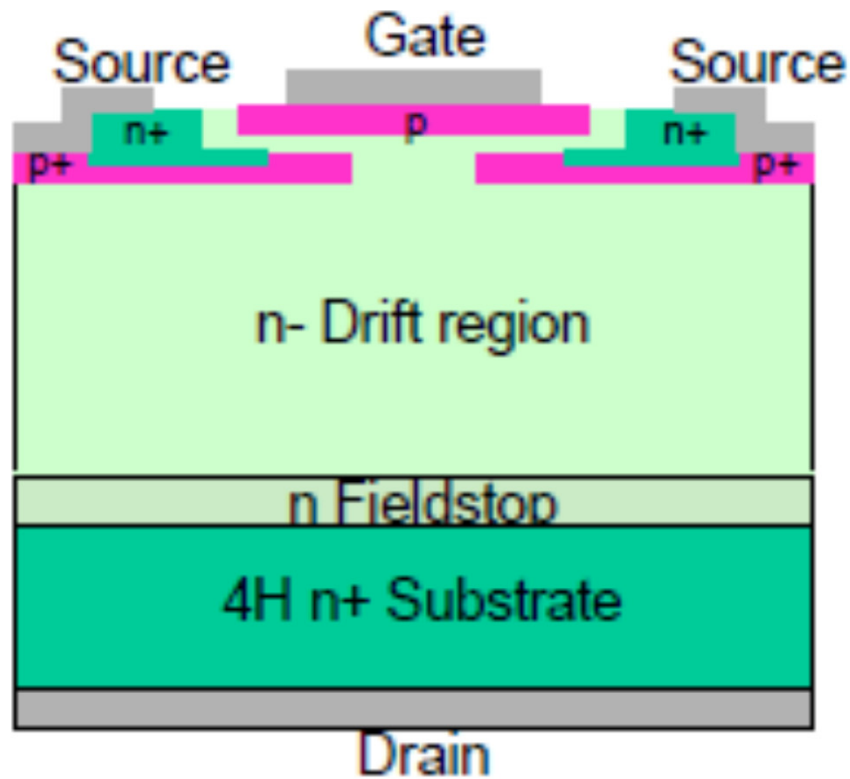 Gate
Source
Source
n+
p
n+
p+
p+
n- Drift region
n Fieldstop
4H n+ Substrate
Drain